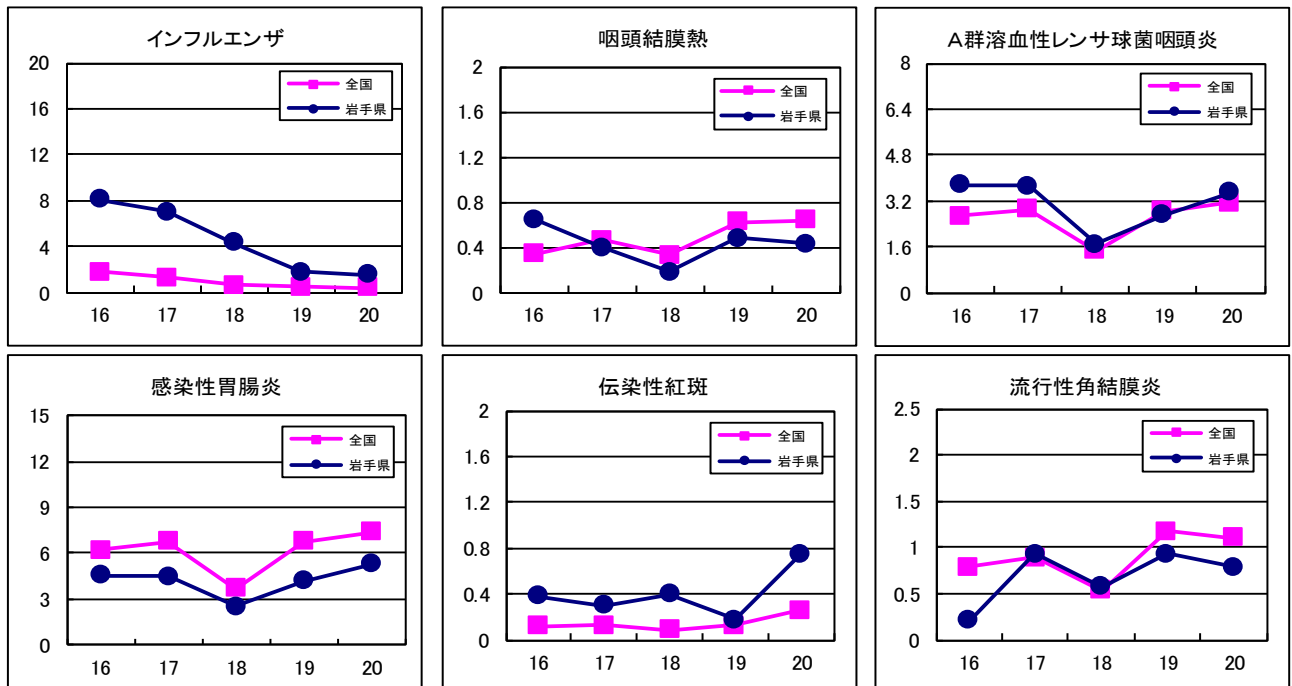 インフルエンザ
20
16
12
8
4
0
全国
岩手県
16 17 18 19 20
咽頭結膜熱
2
1.6
1.2
0.8
0.4
0
全国
岩手県
16 17 18 19 20
A群溶血性レンサ球菌咽頭炎
8
6.4
4.8
3.2
1.6
0
全国
岩手県
16 17 18 19 20
感染性胃腸炎
15
12
9
6
3
0
全国
岩手県
16 17 18 19 20
伝染性紅斑
2
1.6
1.2
0.8
0.4
0
全国
岩手県
16 17 18 19 20
流行性角結膜炎
2.5
2
1.5
1
0.5
0
全国
岩手県
16 17 18 19 20